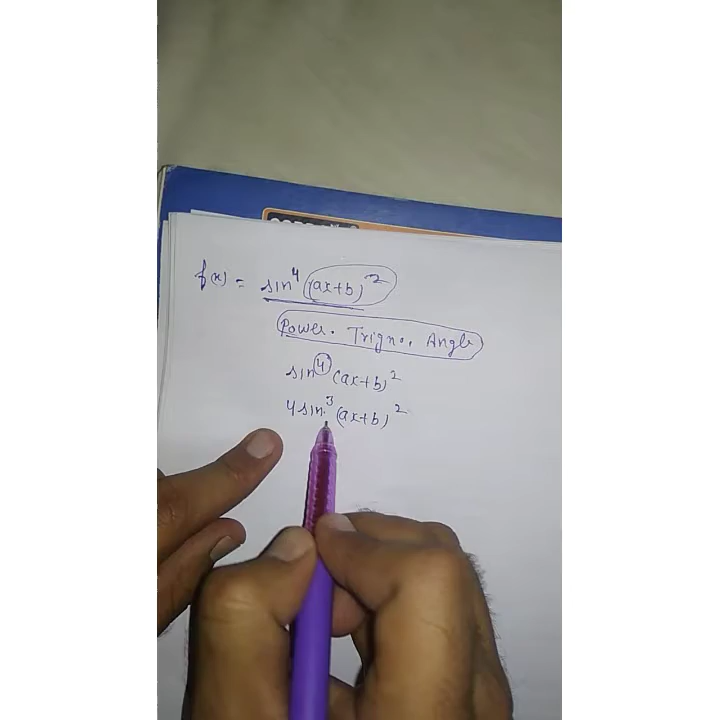 f(x) = sin⁴(ax+b)²
Power. Trigno. Angle
sin⁴(ax+b)²
4sin³(ax+b)²